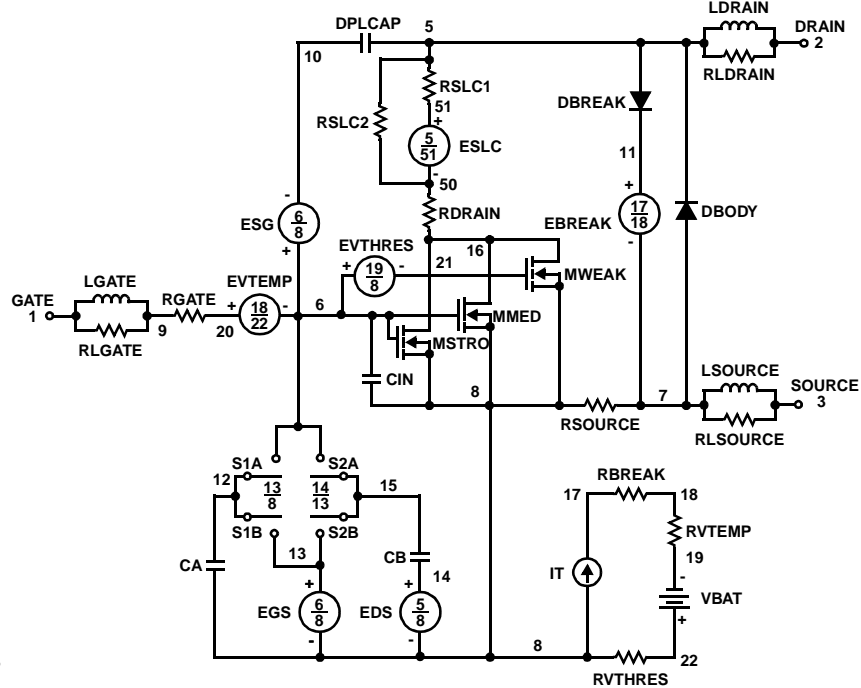 LDRAIN
DPLCAP 5 DRAIN
2
10
RLDRAIN
RSLC1
51
DBREAK
RSLC2
+
5
51
ESLC
-
50
11
-
RDRAIN
+
17
18
EBREAK
-
DBODY
6
8
ESG
+
EVTHRES
16
+ 19
8
- 21
MWEAK
LGATE EVTEMP
GATE
1
RGATE
+ 18
22
- 6
MMED
9 20
RLGATE
MSTRO
LSOURCE
CIN
8 7 SOURCE
3
RSOURCE
RLSOURCE
S1A S2A
12 13
8
14
13
15
RBREAK
17 18
S1B S2B
RVTEMP
13
CA CB
14
IT
19
-
VBAT
+
+ +
EGS 6
8
EDS 5
8
- -
8 22
RVTHRES